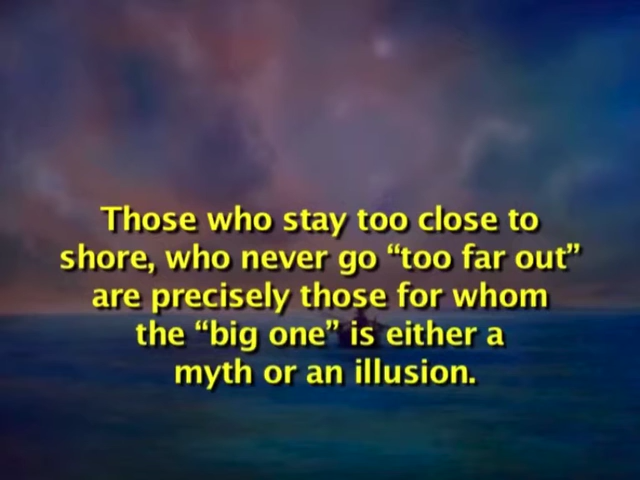 Those who stay too close to
shore, who never go “too far out”
are precisely those for whom
the “big one” is either a
myth or an illusion.